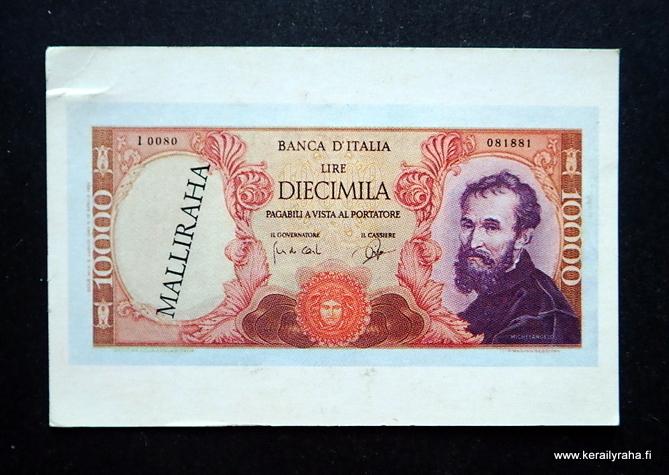 I 0080
BANCA D'ITALIA
081881
LIRE
DIECIMILA
PAGABILI A VISTA AL PORTATORE
IL GOVERNATORE
IL CASSIERE
10000
MALLIRAHA
10000
MICHELANGELO
www.kerailyraha.fi